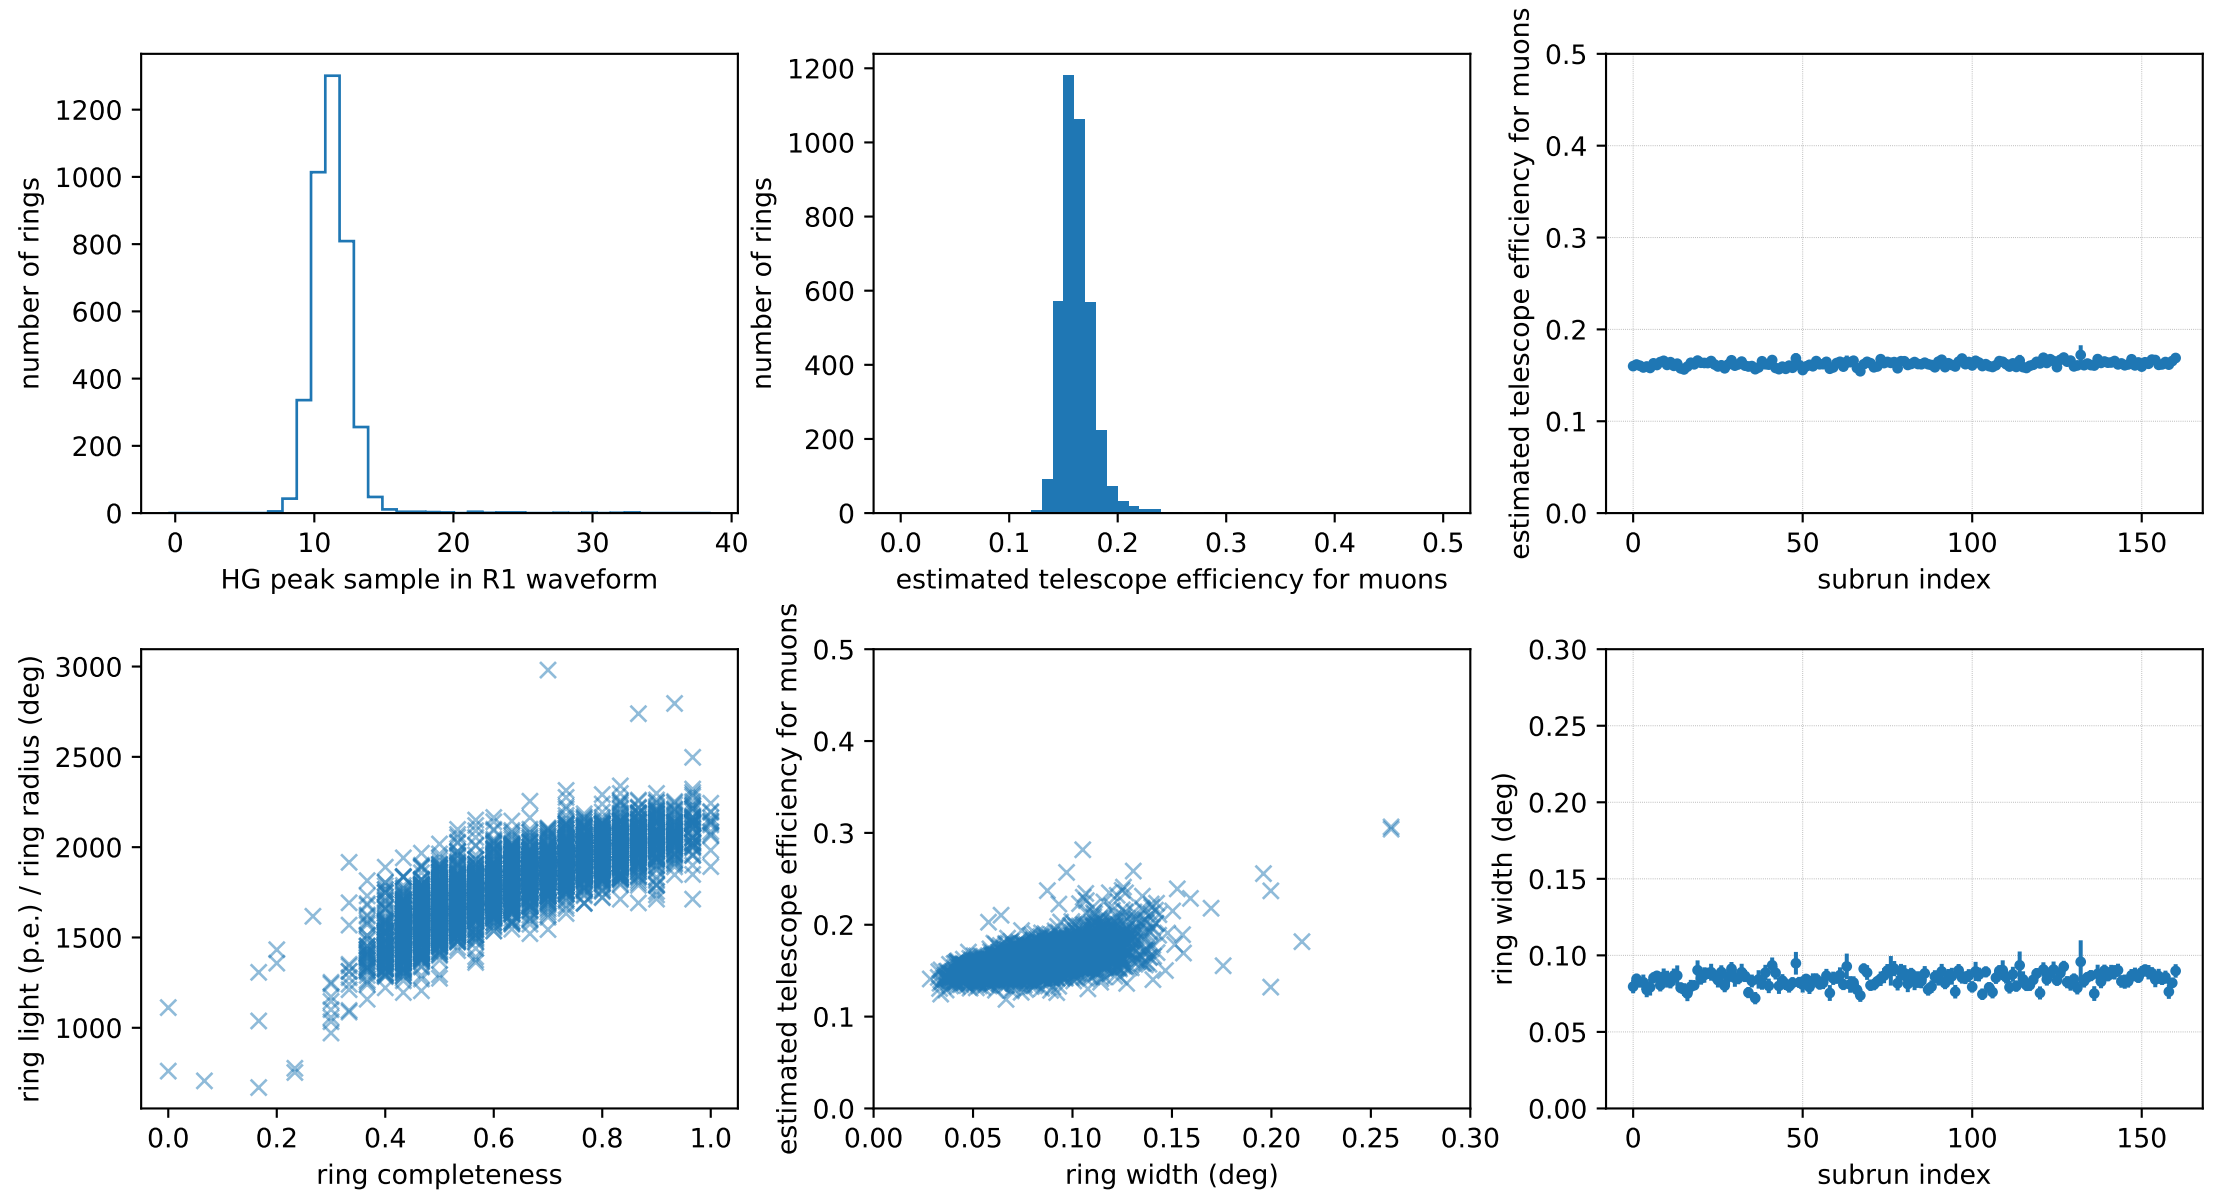 number of rings
1200
1000
800
600
400
200
0
0 10 20 30 40
HG peak sample in R1 waveform
number of rings
1200
1000
800
600
400
200
0
0.0 0.1 0.2 0.3 0.4 0.5
estimated telescope efficiency for muons
estimated telescope efficiency for muons
0.5
0.4
0.3
0.2
0.1
0.0
0 50 100 150
subrun index
ring light (p.e.) / ring radius (deg)
3000
2500
2000
1500
1000
0.0 0.2 0.4 0.6 0.8 1.0
ring completeness
estimated telescope efficiency for muons
0.5
0.4
0.3
0.2
0.1
0.0
0.00 0.05 0.10 0.15 0.20 0.25 0.30
ring width (deg)
ring width (deg)
0.30
0.25
0.20
0.15
0.10
0.05
0.00
0 50 100 150
subrun index